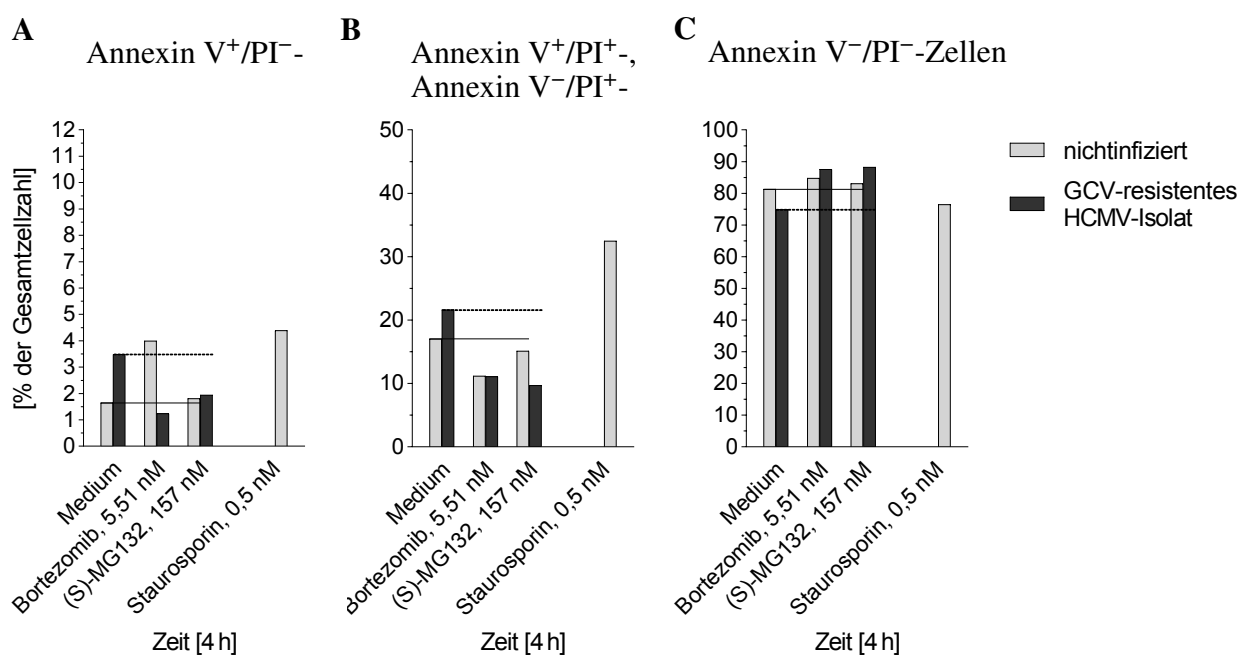 A
Annexin V⁺/PI⁻-
12
11
10
9
8
7
6
5
4
3
2
1
0
[% der Gesamtzellzahl]
Medium
Bortezomib, 5,51 nM
(S)-MG132, 157 nM
Staurosporin, 0,5 nM
Zeit [4 h]
B
Annexin V⁺/PI⁺-,
Annexin V⁻/PI⁺-
50
40
30
20
10
0
Medium
Bortezomib, 5,51 nM
(S)-MG132, 157 nM
Staurosporin, 0,5 nM
Zeit [4 h]
C
Annexin V⁻/PI⁻-Zellen
100
90
80
70
60
50
40
30
20
10
0
Medium
Bortezomib, 5,51 nM
(S)-MG132, 157 nM
Staurosporin, 0,5 nM
Zeit [4 h]
nichtinfiziert
GCV-resistentes
HCMV-Isolat